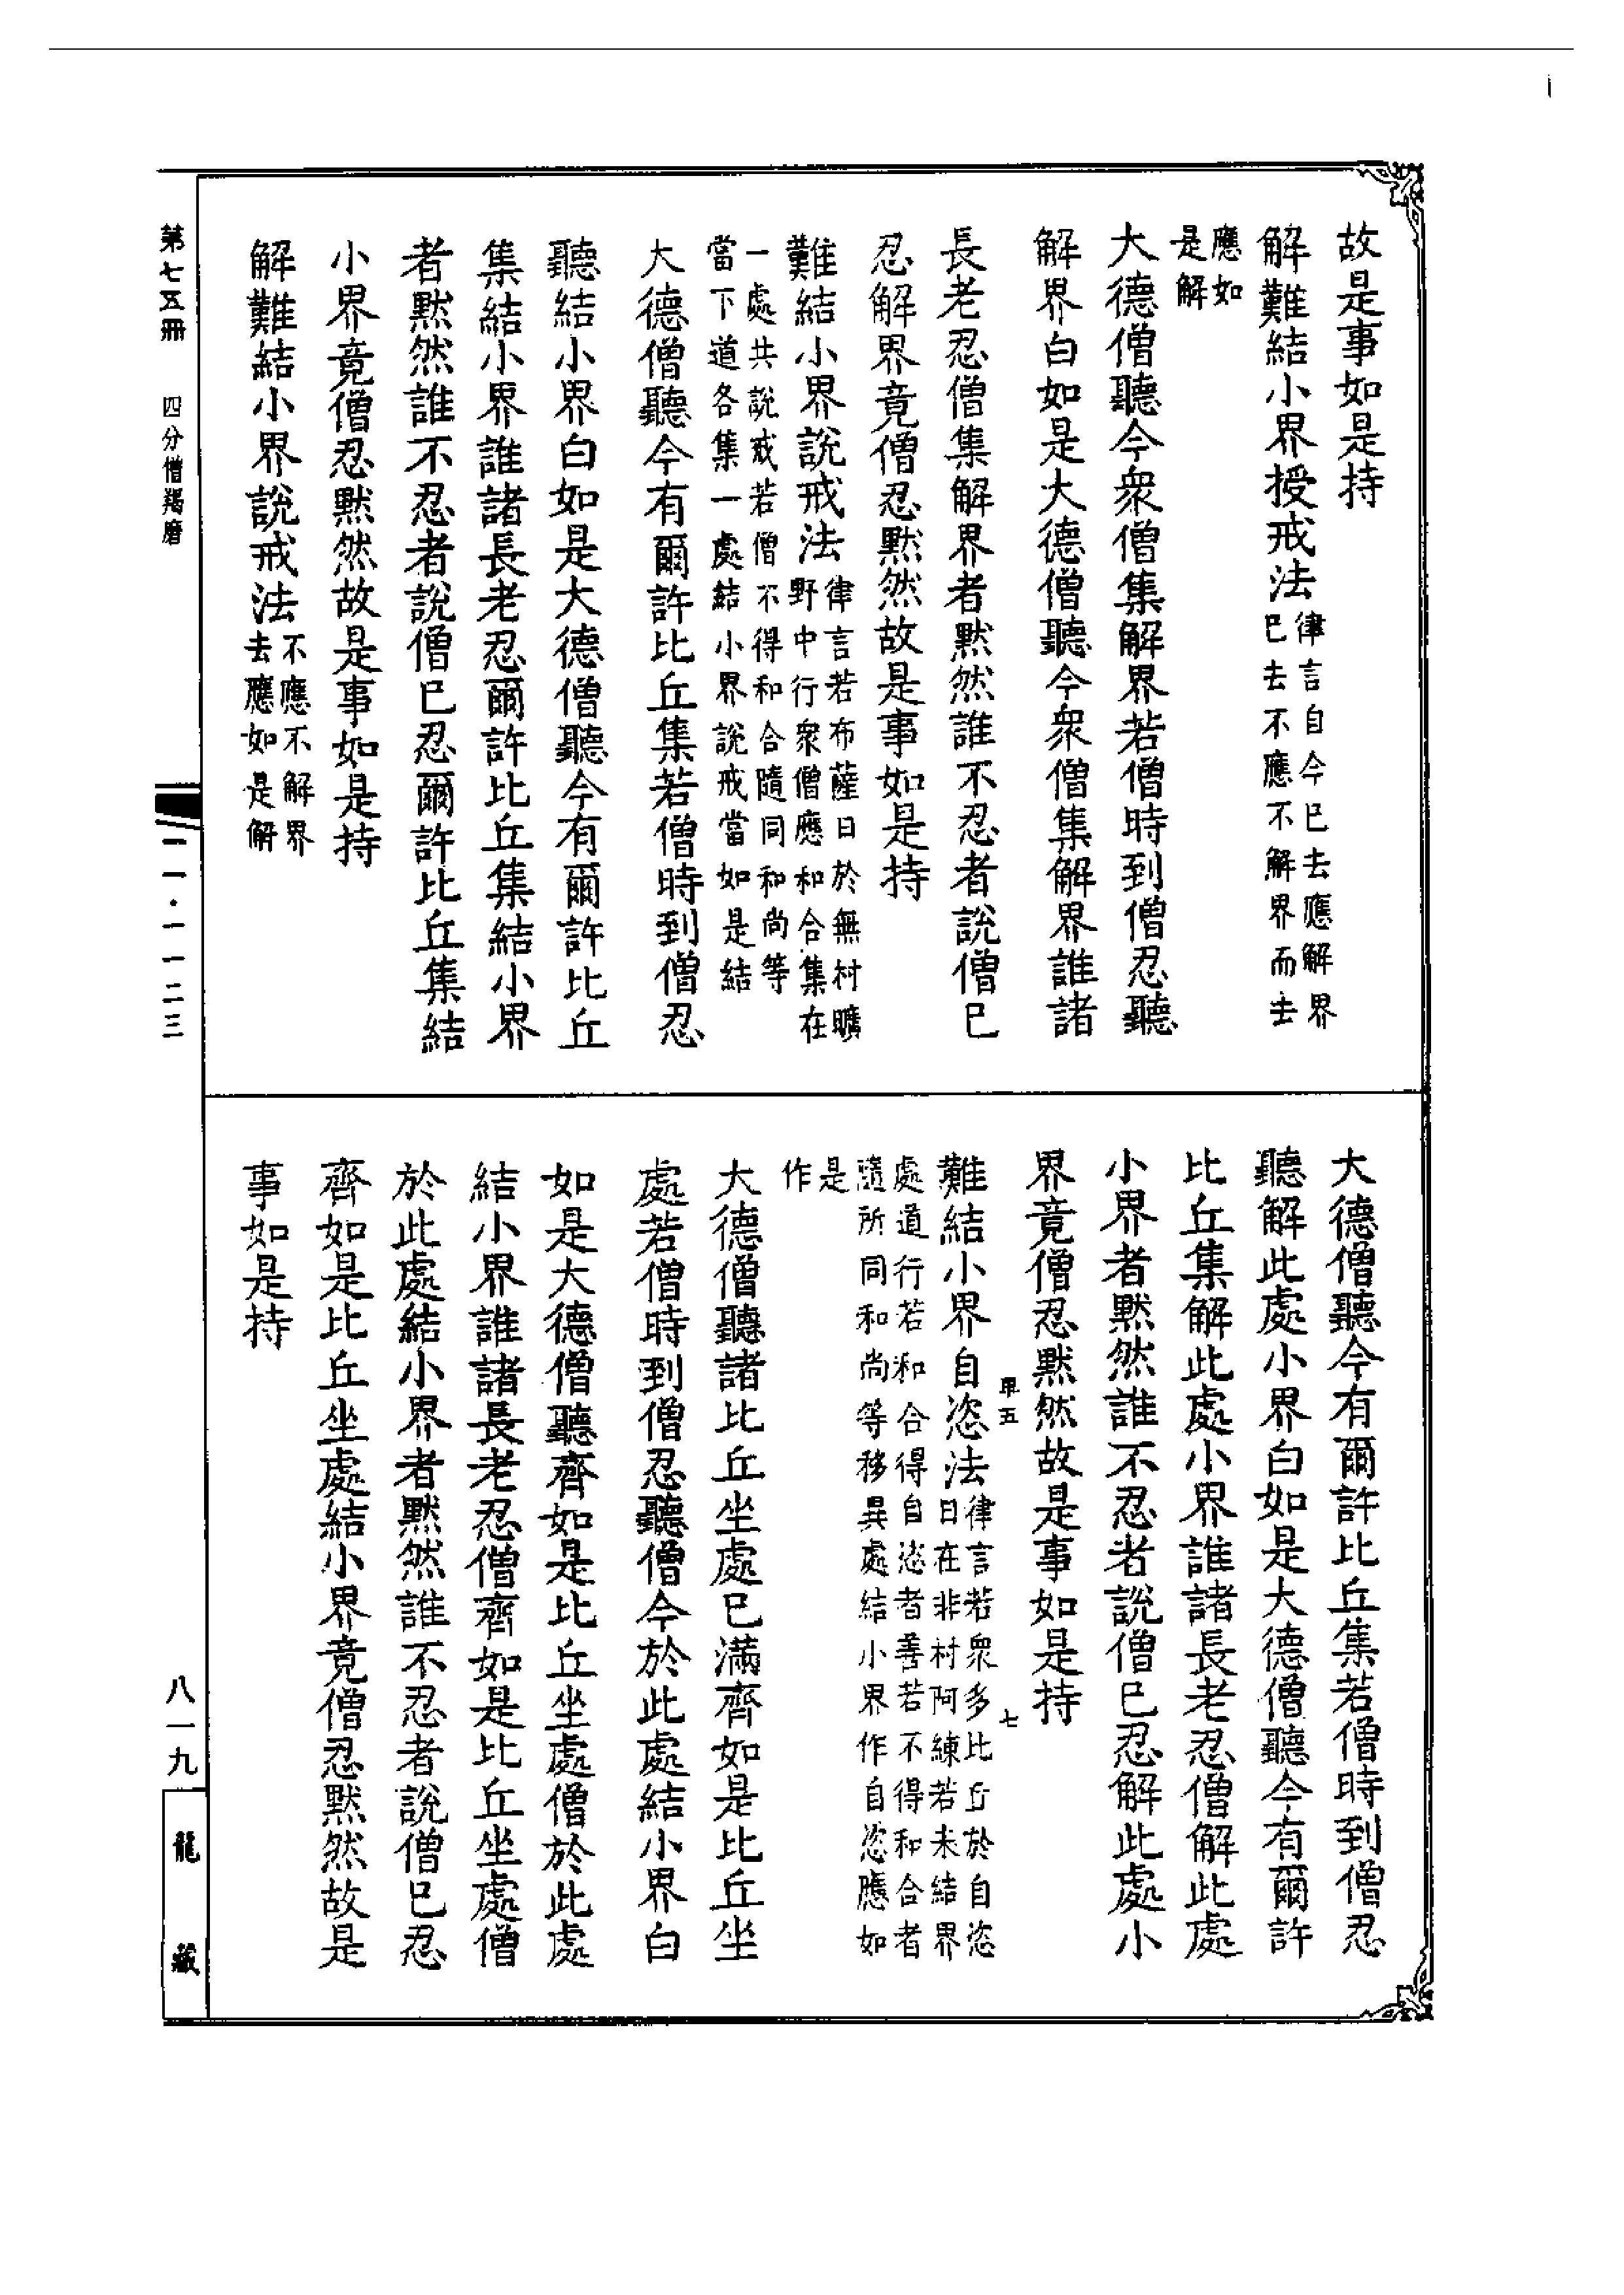 故是事如是持
解難結小界授戒法律言自今已去應解界
已去不應不解界而去
應如
是解
大德僧聽今衆僧集解界若僧時到僧忍聽
解界白如是大德僧聽今衆僧集解界誰諸
長老忍僧集解界者黙然誰不忍者說僧已
忍解界竟僧忍黙然故是事如是持
難結小界說戒法律言若布薩日於無村曠
野中行衆僧應和合集在
一處共說戒若僧不得和合隨同和尚等
當下道各集一處結小界說戒當如是結
大德僧聽今有爾許比丘集若僧時到僧忍
聽結小界白如是大德僧聽今有爾許比丘
集結小界誰諸長老忍爾許比丘集結小界
者黙然誰不忍者說僧已忍爾許比丘集結
小界竟僧忍黙然故是事如是持
解難結小界說戒法不應不解界
去應如是解
大德僧聽今有爾許比丘集若僧時到僧忍
聽解此處小界白如是大德僧聽今有爾許
比丘集解此處小界誰諸長老忍僧解此處
小界者黙然誰不忍者說僧已忍解此處小
界竟僧忍黙然故是事如是持
五
七
難結小界自恣法律言若衆多比丘於自恣
日在非村阿練若未結界
處道行若和合得自恣者善若不得和合者
隨所同和尚等移異處結小界作自恣應如
是
作
大德僧聽諸比丘坐處已滿齊如是比丘坐
處若僧時到僧忍聽僧今於此處結小界白
如是大德僧聽齊如是比丘坐處僧於此處
結小界誰諸長老忍僧齊如是比丘坐處僧
於此處結小界者黙然誰不忍者說僧已忍
齊如是比丘坐處結小界竟僧忍黙然故是
事如是持
第七五冊 四分僧羯磨
一一·一一二三
八一九
龍藏